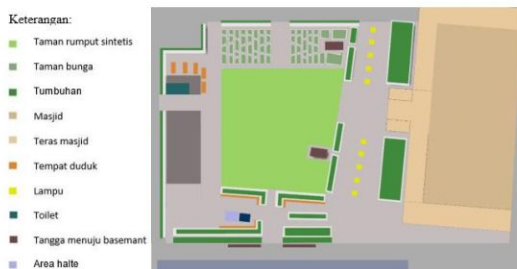 Keterangan:
Taman rumput sintetis
Taman bunga
Tumbuhan
Masjid
Teras masjid
Tempat duduk
Lampu
Toilet
Tangga menuju basemant
Area halte